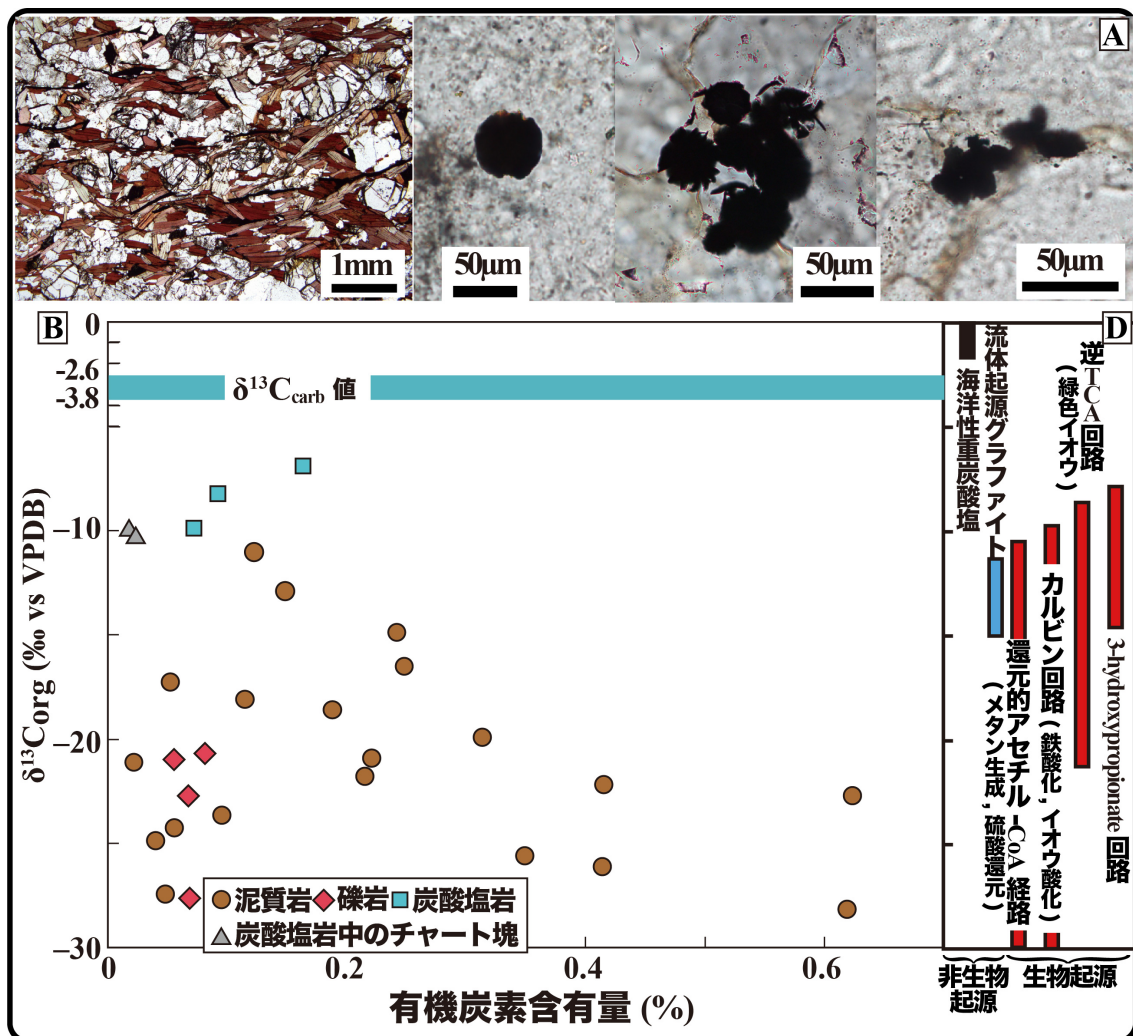 A
1mm
50μm
50μm
50μm
B
D
0
-2.6
-3.8
–10
–20
–30
δ¹³Corg (‰ vs VPDB)
δ¹³Ccarb 値
泥質岩
礫岩
炭酸塩岩
炭酸塩岩中のチャート塊
0
0.2
0.4
0.6
有機炭素含有量 (%)
海洋性重炭酸塩
流体起源グラファイト
還元的アセチル-CoA 経路
(メタン生成, 硫酸還元)
カルビン回路(鉄酸化, イオウ酸化)
逆TCA回路
(緑色イオウ)
3-hydroxypropionate 回路
非生物
起源
生物起源